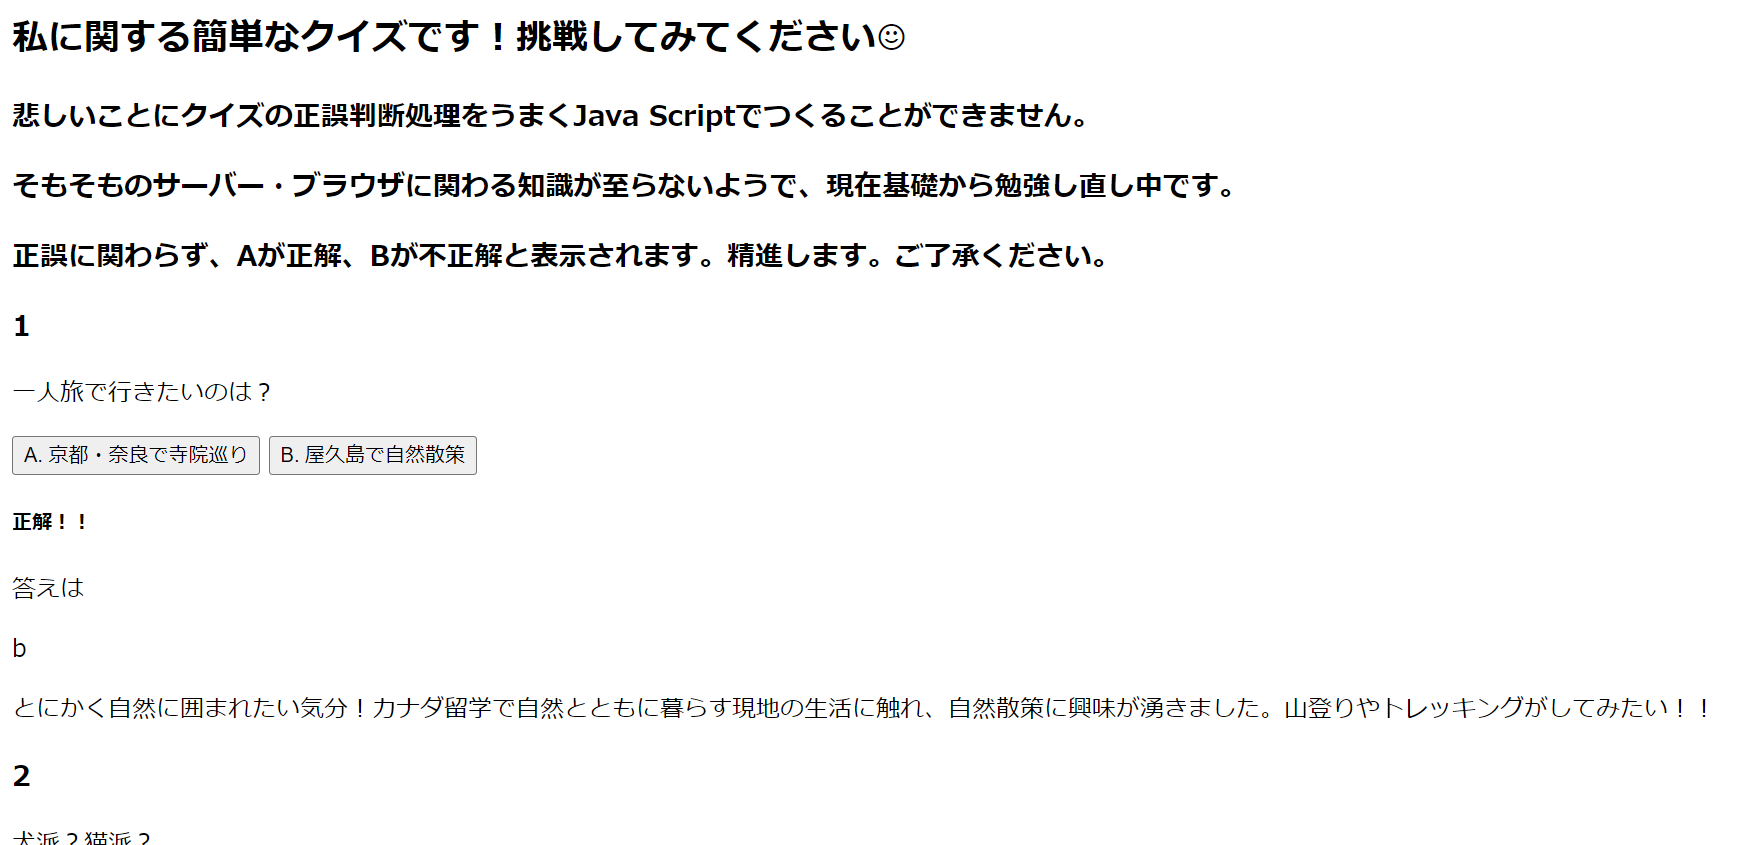 私に関する簡単なクイズです！挑戦してみてください☺
悲しいことにクイズの正誤判断処理をうまくJava Scriptでつくることができません。
そもそものサーバー・ブラウザに関わる知識が至らないようで、現在基礎から勉強し直し中です。
正誤に関わらず、Aが正解、Bが不正解と表示されます。精進します。ご了承ください。
1
一人旅で行きたいのは？
A. 京都・奈良で寺院巡り B. 屋久島で自然散策
正解！！
答えは
b
とにかく自然に囲まれたい気分！カナダ留学で自然とともに暮らす現地の生活に触れ、自然散策に興味が湧きました。山登りやトレッキングがしてみたい！！
2
犬派？猫派？